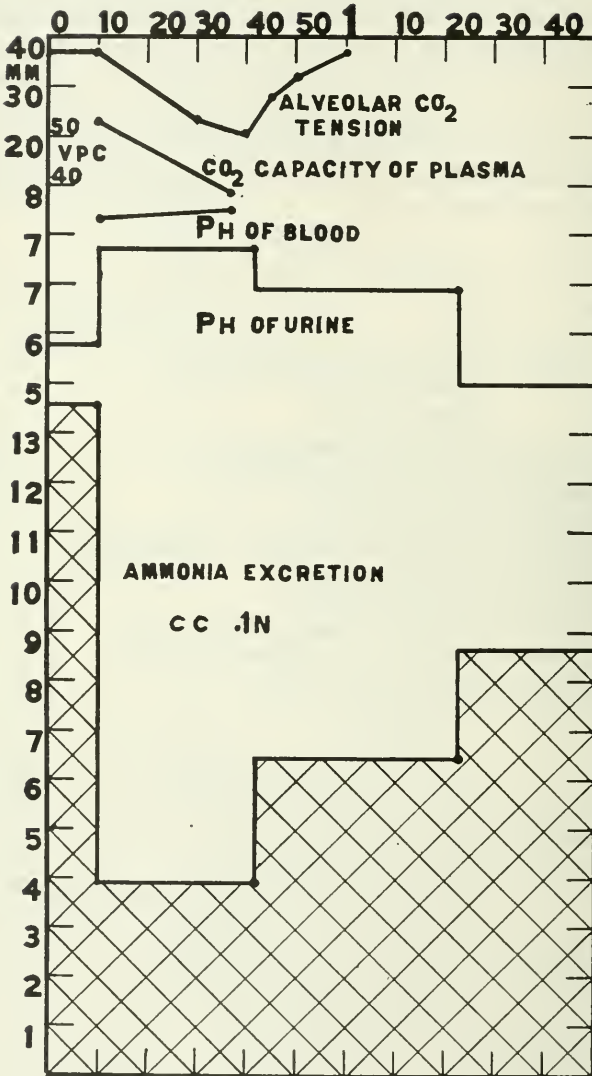 0 10 20 30 40 50 1 10 20 30 40
40
MM
30
50
20 VPC
40
8
7
7
6
5
13
12
11
10
9
8
7
6
5
4
3
2
1
ALVEOLAR CO2
TENSION
CO2 CAPACITY OF PLASMA
PH OF BLOOD
PH OF URINE
AMMONIA EXCRETION
CC .1N